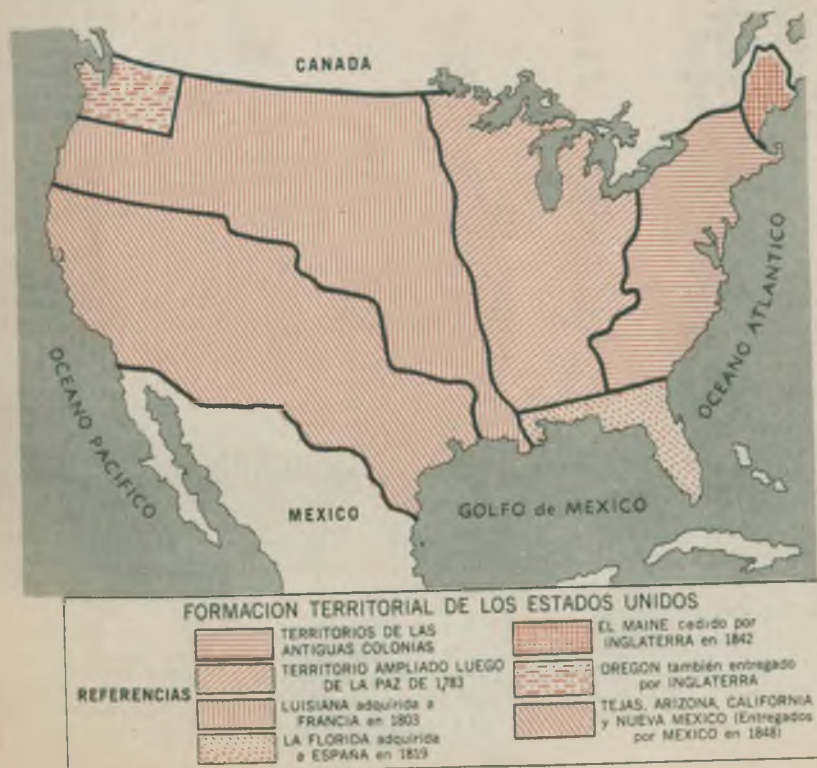 CANADA
OCEANO ATLANTICO
OCEANO PACIFICO
MEXICO
GOLFO de MEXICO
FORMACION TERRITORIAL DE LOS ESTADOS UNIDOS
REFERENCIAS
TERRITORIOS DE LAS
ANTIGUAS COLONIAS
TERRITORIO AMPLIADO LUEGO
DE LA PAZ DE 1783
LUISIANA adquirida a
FRANCIA en 1803
LA FLORIDA adquirida
a ESPAÑA en 1819
EL MAINE cedido por
INGLATERRA en 1842
OREGON también entregado
por INGLATERRA
TEJAS, ARIZONA, CALIFORNIA
y NUEVA MEXICO (Entregados
por MEXICO en 1848)